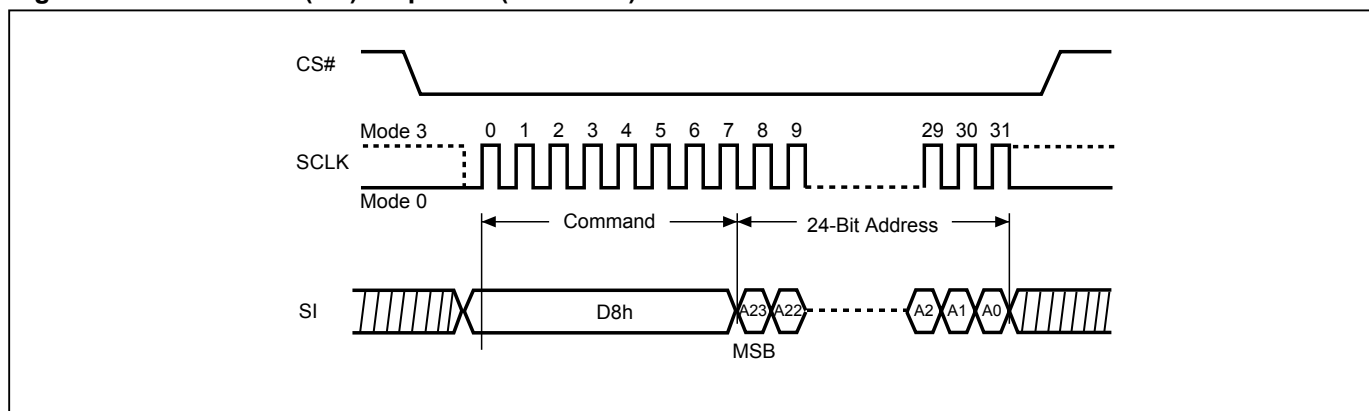 CS#
Mode 3
0 1 2 3 4 5 6 7 8 9 29 30 31
SCLK
Mode 0
Command
24-Bit Address
SI
D8h
A23 A22 A2 A1 A0
MSB